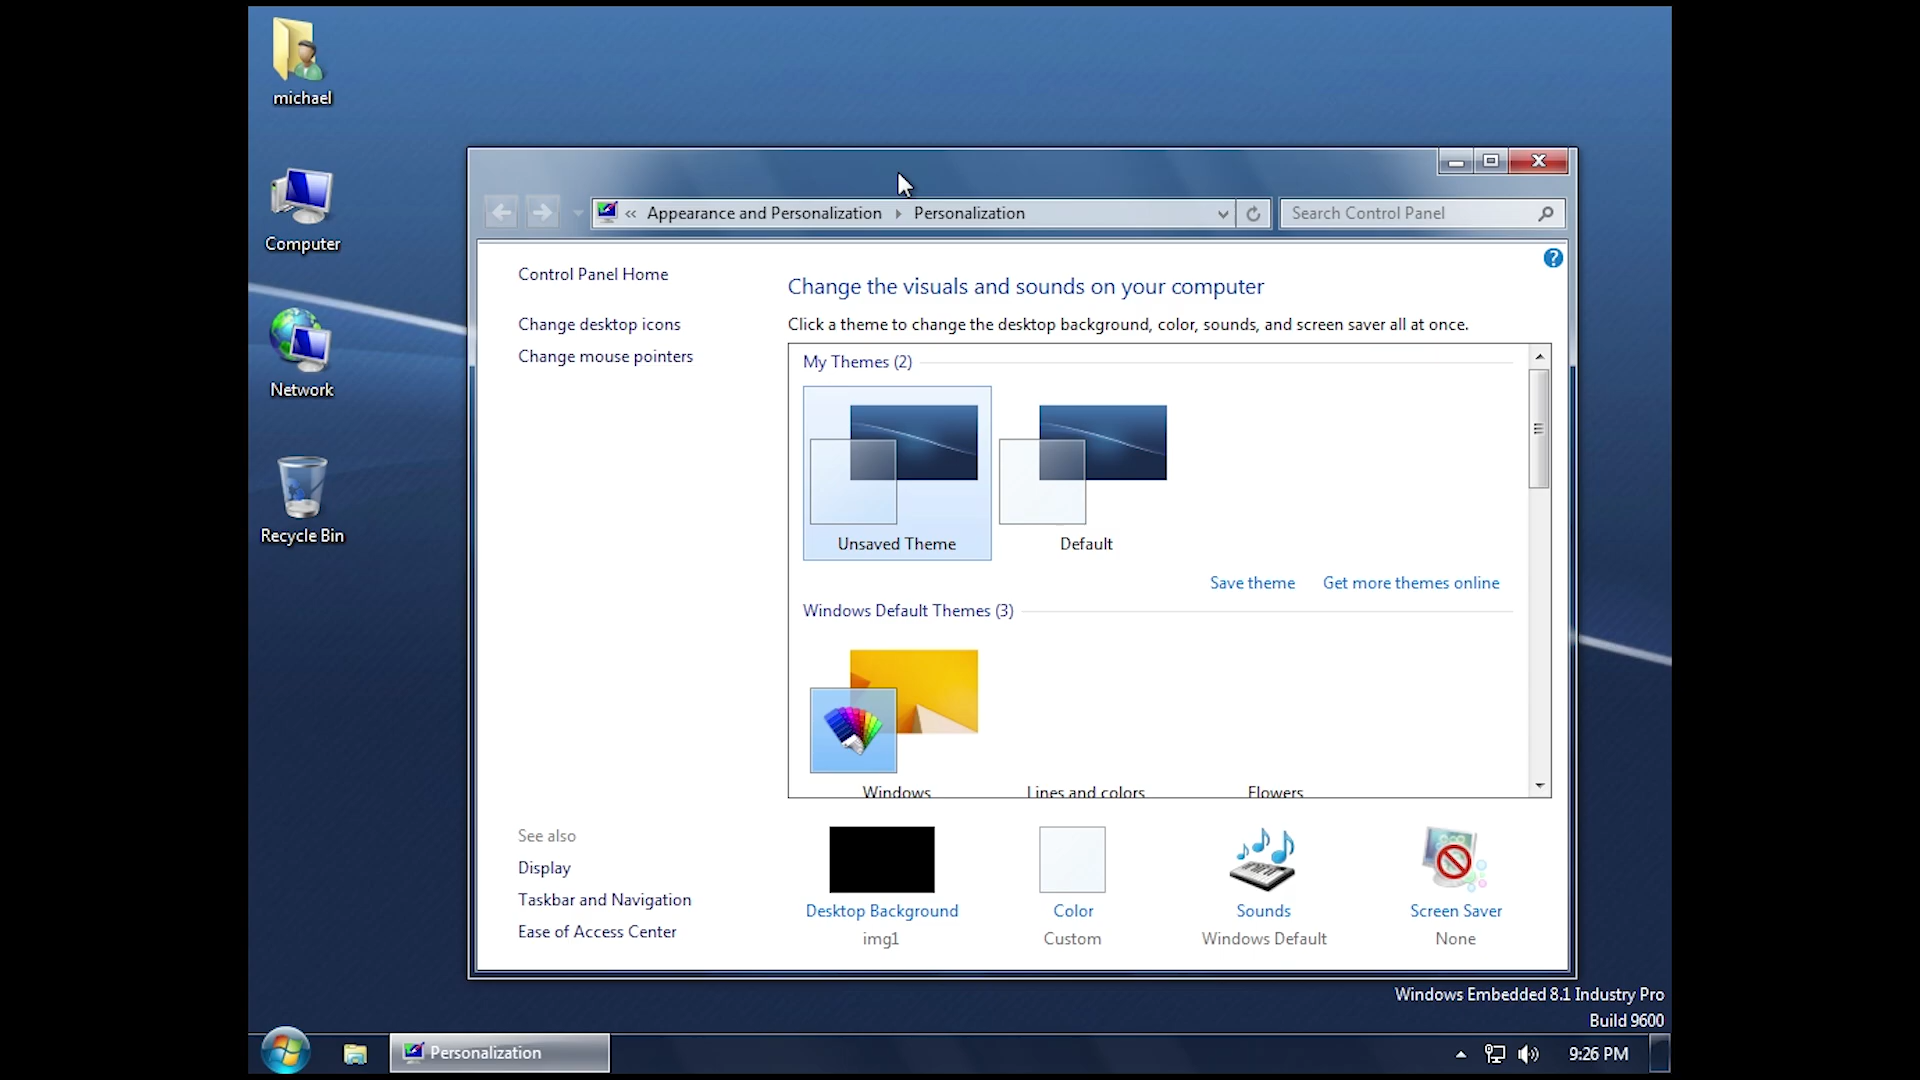 michael
Computer
Network
Recycle Bin
« Appearance and Personalization Personalization
Search Control Panel
Control Panel Home
Change desktop icons
Change mouse pointers
Change the visuals and sounds on your computer
Click a theme to change the desktop background, color, sounds, and screen saver all at once.
My Themes (2)
Unsaved Theme
Default
Save theme
Get more themes online
Windows Default Themes (3)
Windows
Lines and colors
Flowers
See also
Display
Taskbar and Navigation
Ease of Access Center
Desktop Background
img1
Color
Custom
Sounds
Windows Default
Screen Saver
None
Windows Embedded 8.1 Industry Pro
Build 9600
Personalization
9:26 PM